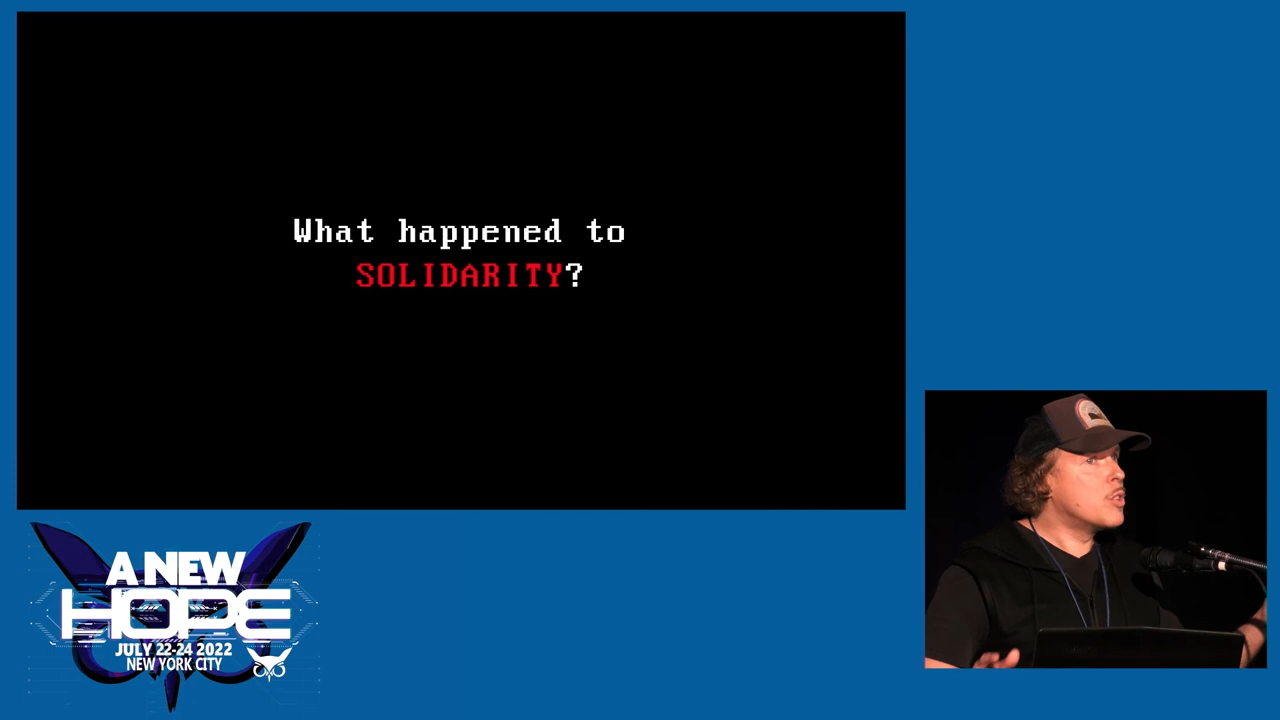 What happened to
SOLIDARITY?
A NEW
HOPE
JULY 22-24 2022
NEW YORK CITY